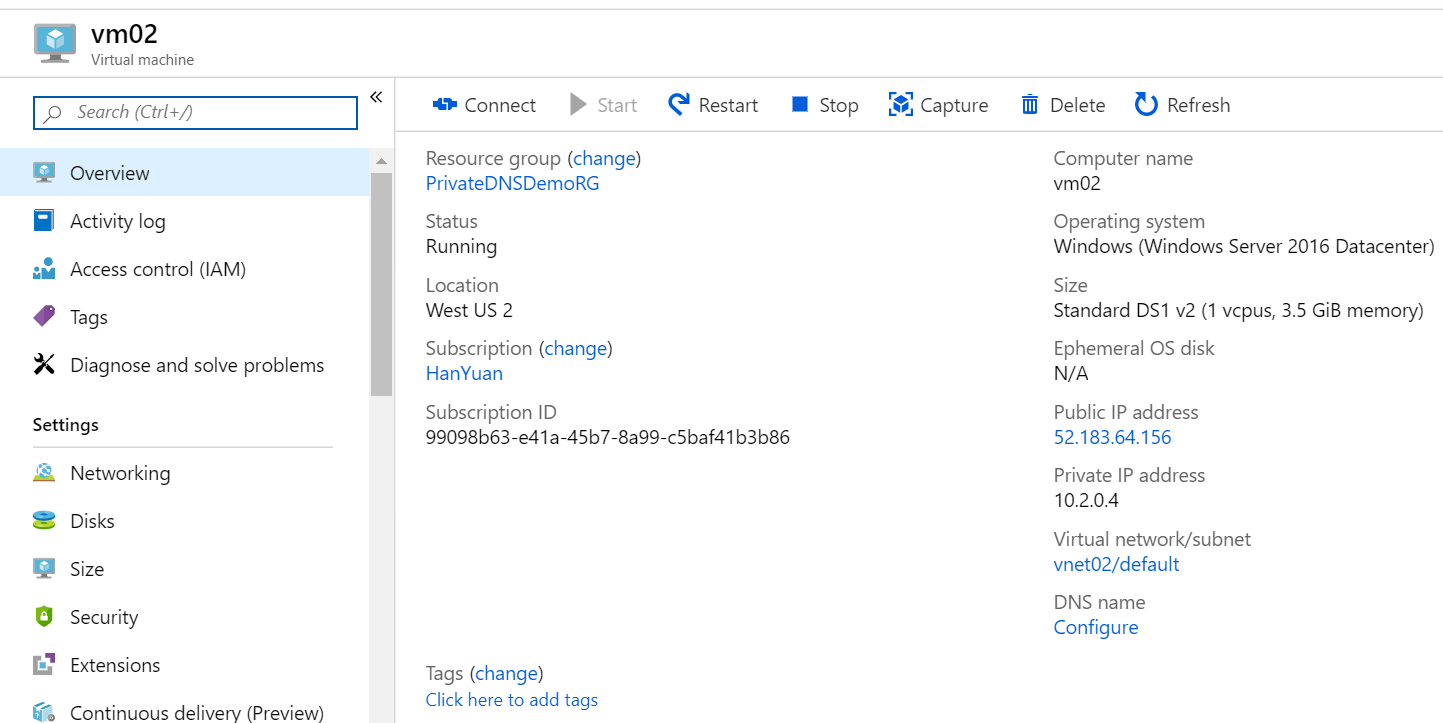 vm02
Virtual machine
Search (Ctrl+/)
Overview
Activity log
Access control (IAM)
Tags
Diagnose and solve problems
Settings
Networking
Disks
Size
Security
Extensions
Continuous delivery (Preview)
Connect Start Restart Stop Capture Delete Refresh
Resource group (change)
PrivateDNSDemoRG
Status
Running
Location
West US 2
Subscription (change)
HanYuan
Subscription ID
99098b63-e41a-45b7-8a99-c5baf41b3b86
Computer name
vm02
Operating system
Windows (Windows Server 2016 Datacenter)
Size
Standard DS1 v2 (1 vcpus, 3.5 GiB memory)
Ephemeral OS disk
N/A
Public IP address
52.183.64.156
Private IP address
10.2.0.4
Virtual network/subnet
vnet02/default
DNS name
Configure
Tags (change)
Click here to add tags